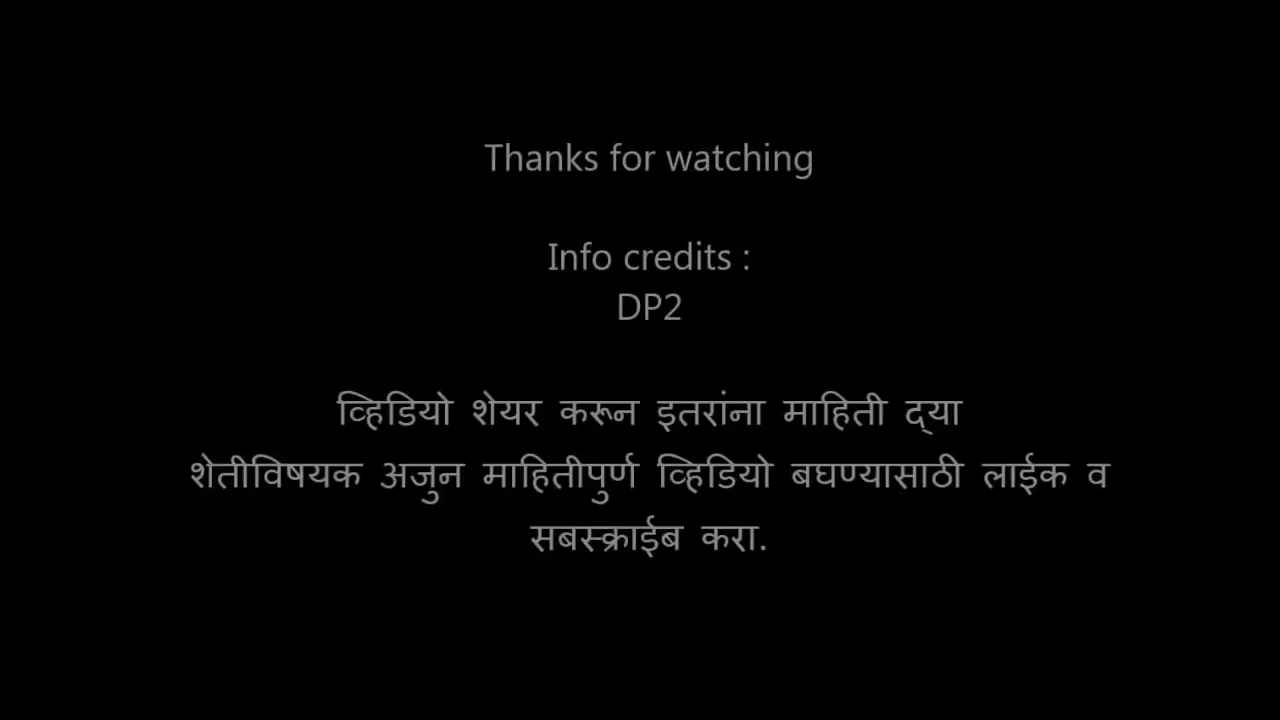 Thanks for watching
Info credits :
DP2
व्हिडियो शेयर करून इतरांना माहिती द्‌या
शेतीविषयक अजुन माहितीपुर्ण व्हिडियो बघण्यासाठी लाईक व
सबस्क्राईब करा.